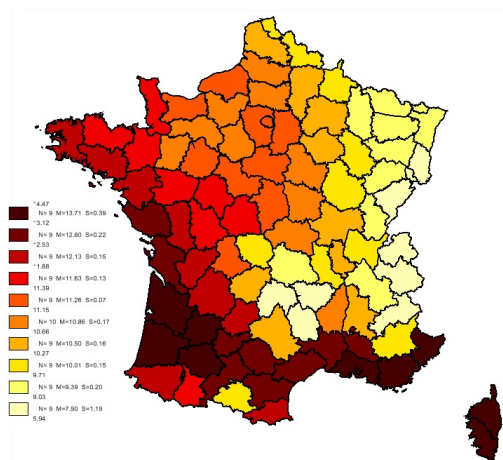 14.47
N= 9 M=13.71 S=0.39
13.12
N= 9 M=12.80 S=0.22
12.53
N= 9 M=12.13 S=0.15
11.88
N= 9 M=11.63 S=0.13
11.39
N= 9 M=11.26 S=0.07
11.15
N= 10 M=10.86 S=0.17
10.66
N= 9 M=10.50 S=0.16
10.27
N= 9 M=10.01 S=0.15
9.71
N= 9 M=9.39 S=0.20
9.03
N= 9 M=7.90 S=1.19
5.94